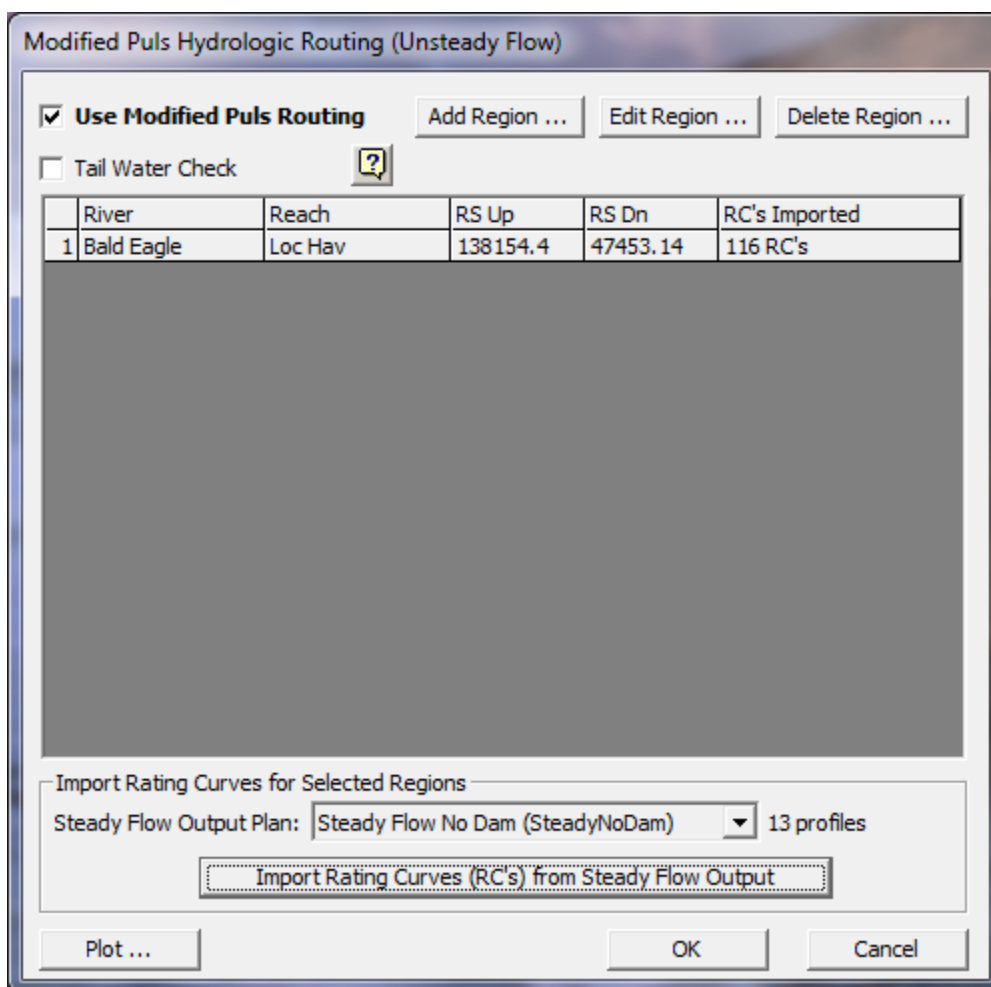 Modified Puls Hydrologic Routing (Unsteady Flow)
Use Modified Puls Routing Add Region ... Edit Region ... Delete Region ...
Tail Water Check ?
River Reach RS Up RS Dn RC's Imported
1 Bald Eagle Loc Hav 138154.4 47453.14 116 RC's
Import Rating Curves for Selected Regions
Steady Flow Output Plan: Steady Flow No Dam (SteadyNoDam) 13 profiles
Import Rating Curves (RC's) from Steady Flow Output
Plot ... OK Cancel